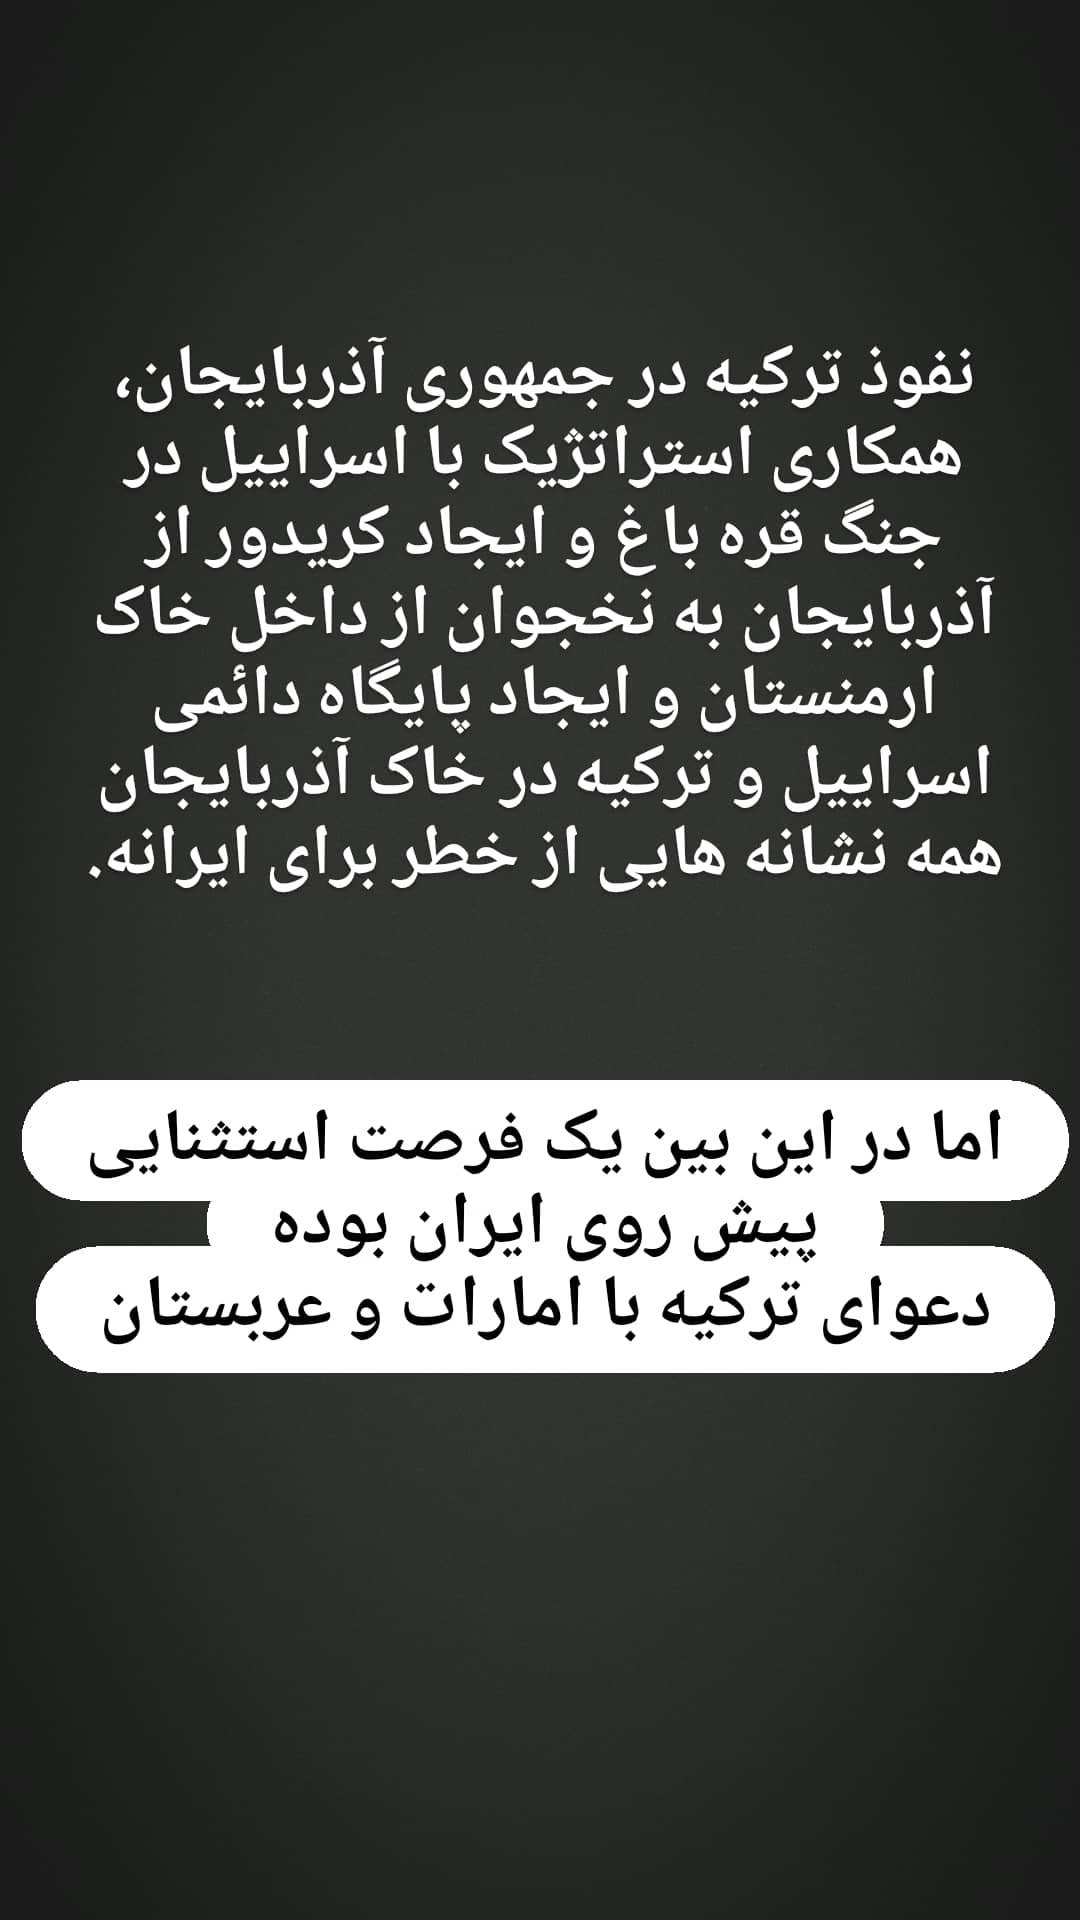 نفوذ ترکیه در جمهوری آذربایجان،
همکاری استراتژیک با اسراییل در
جنگ قره باغ و ایجاد کریدور از
آذربایجان به نخجوان از داخل خاک
ارمنستان و ایجاد پایگاه دائمی
اسراییل و ترکیه در خاک آذربایجان
همه نشانه هایی از خطر برای ایرانه.
اما در این بین یک فرصت استثنایی
پیش روی ایران بوده
دعوای ترکیه با امارات و عربستان